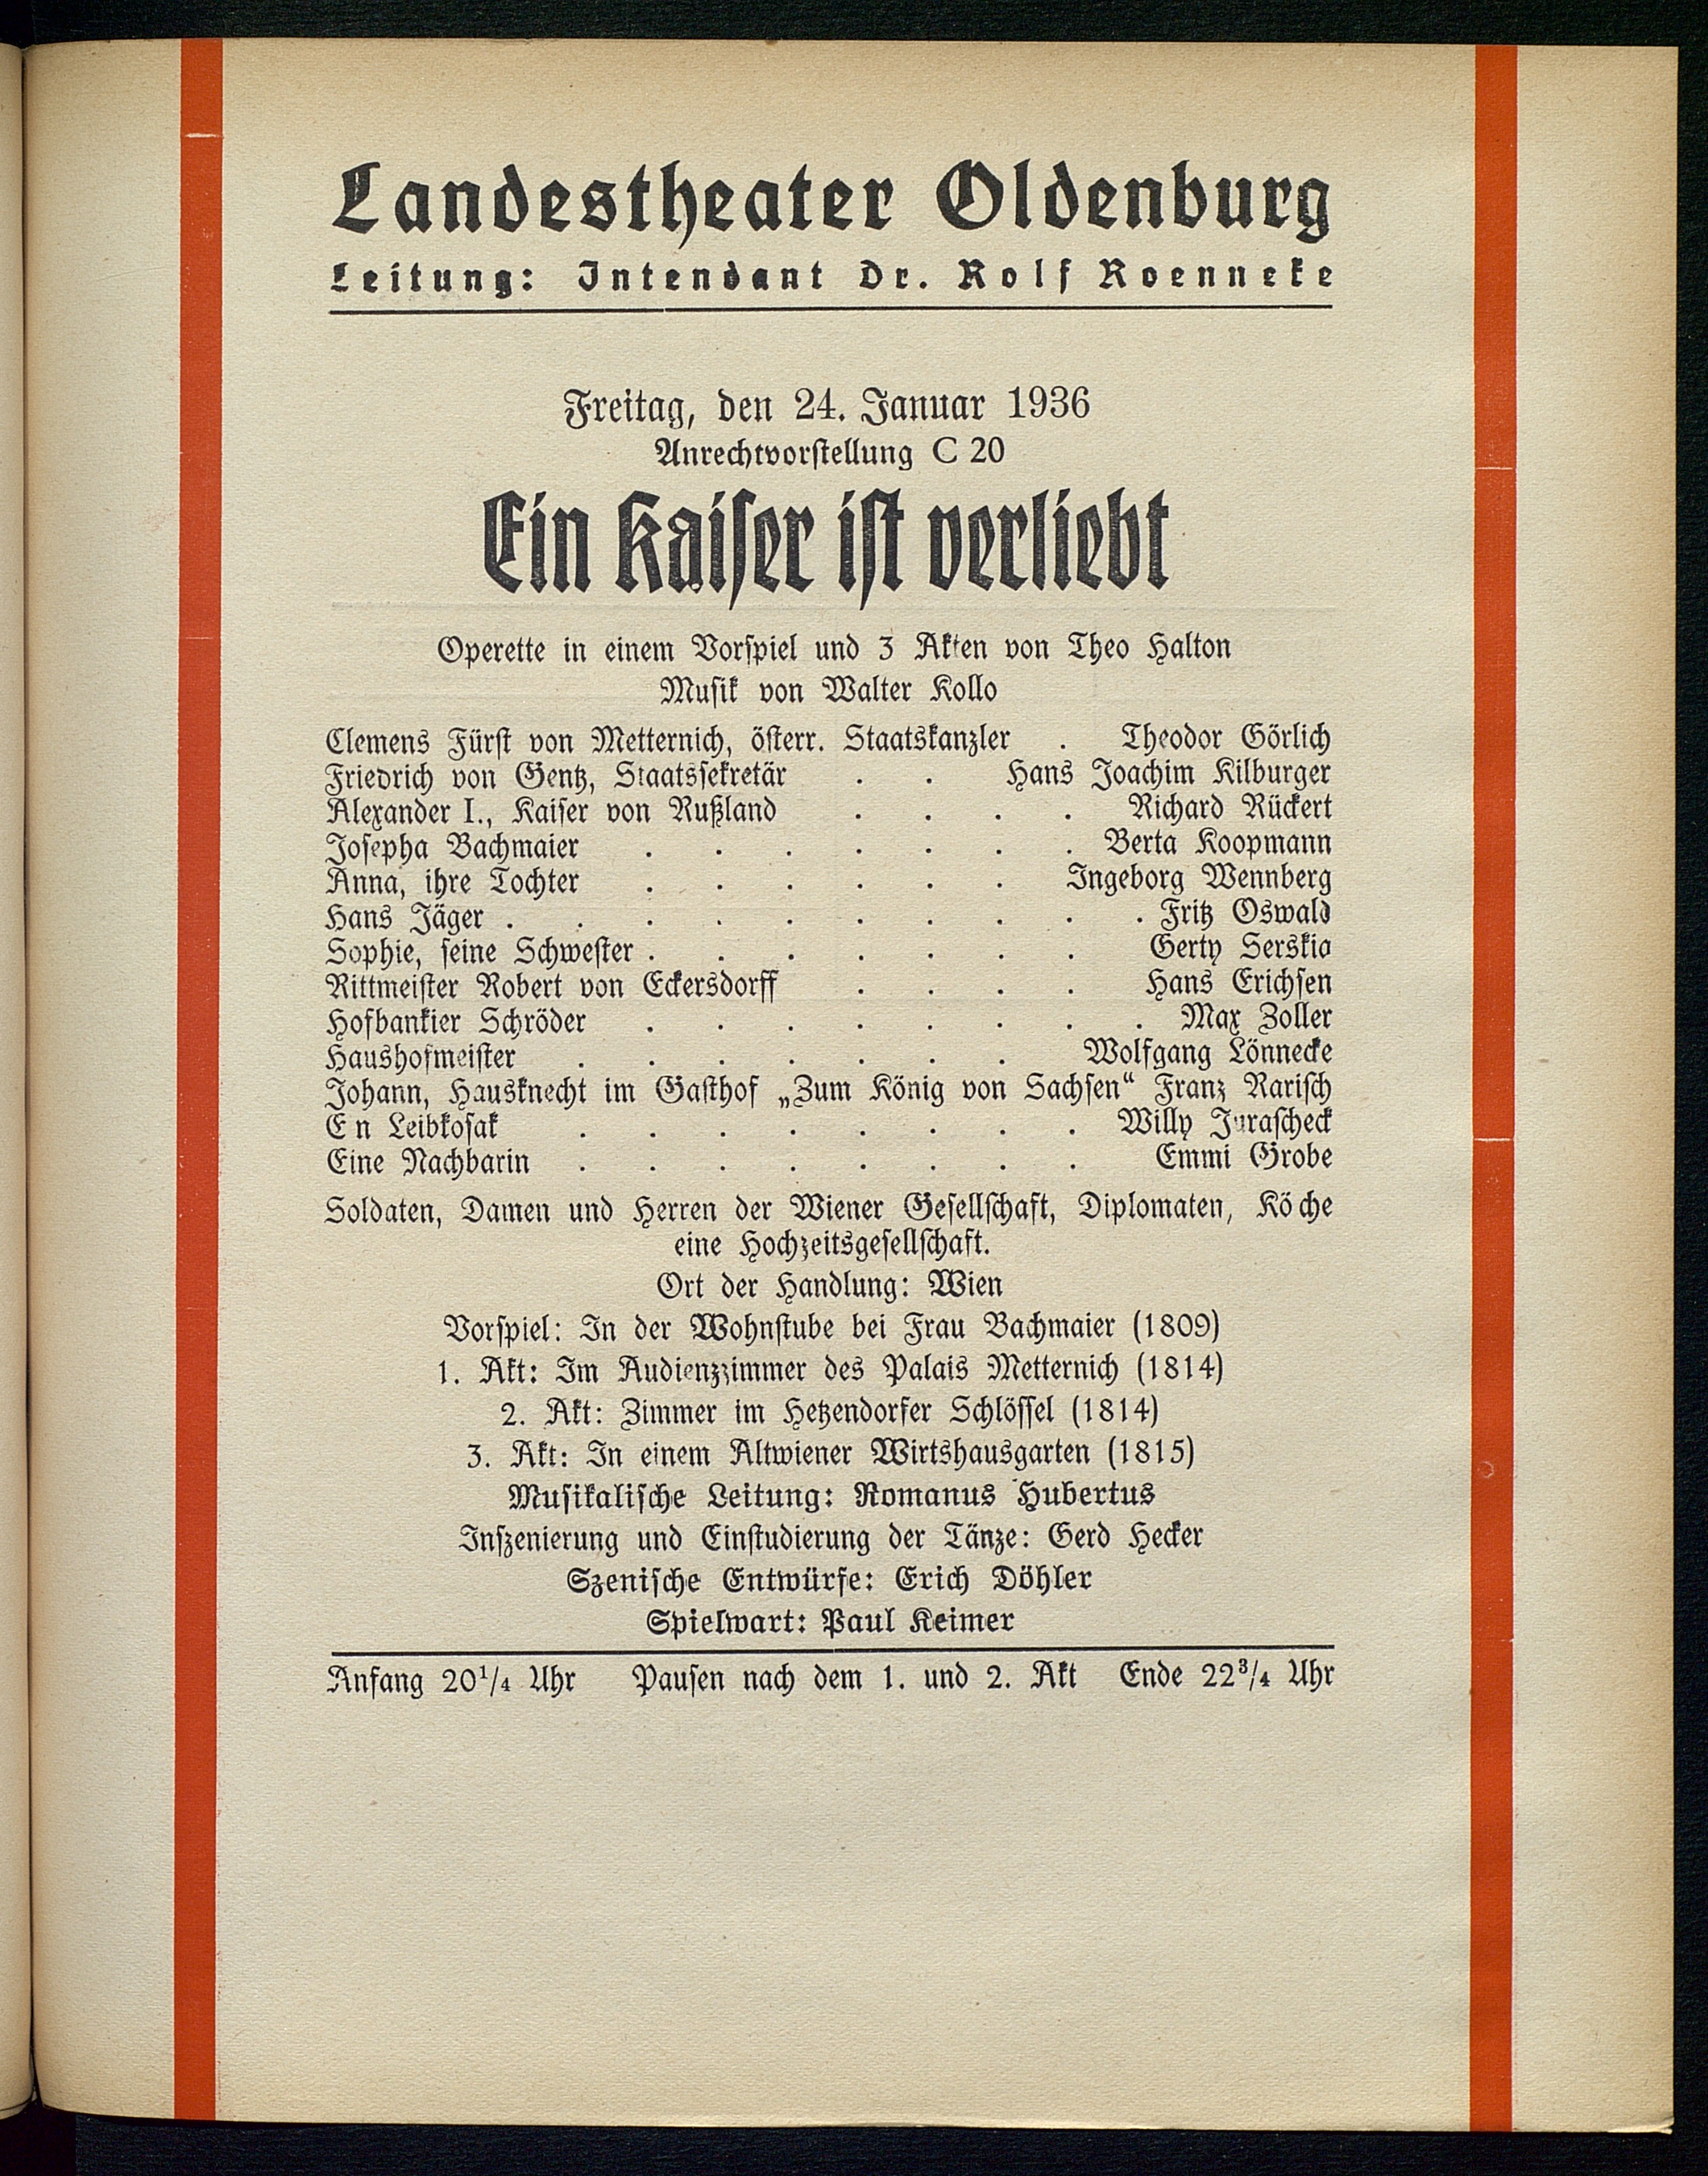 Landestheater Oldenburg
Leitung: Intendant Dr. Rolf Roenneke
Freitag, den 24. Januar 1936
Anrechtvorstellung C 20
Ein Kaiser ist verliebt
Operette in einem Vorspiel und 3 Akten von Theo Halton
Musik von Walter Kollo
Clemens Fürst von Metternich, österr. Staatskanzler . Theodor Görlich
Friedrich von Gentz, Staatssekretär . . Hans Joachim Kilburger
Alexander I., Kaiser von Rußland . . . . Richard Rückert
Josepha Bachmaier . . . . . . . Berta Koopmann
Anna, ihre Tochter . . . . . . Ingeborg Wennberg
Hans Jäger . . . . . . . . . . Fritz Oswald
Sophie, seine Schwester . . . . . . . Gerty Serskia
Rittmeister Robert von Eckersdorff . . . . Hans Erichsen
Hofbankier Schröder . . . . . . . . Max Zoller
Haushofmeister . . . . . . . Wolfgang Lönnecke
Johann, Hausknecht im Gasthof „Zum König von Sachsen“ Franz Rarisch
E n Leibkosak . . . . . . . . Willy Jurascheck
Eine Nachbarin . . . . . . . . Emmi Grobe
Soldaten, Damen und Herren der Wiener Gesellschaft, Diplomaten, Kö che
eine Hochzeitsgesellschaft.
Ort der Handlung: Wien
Vorspiel: In der Wohnstube bei Frau Bachmaier (1809)
1. Akt: Im Audienzzimmer des Palais Metternich (1814)
2. Akt: Zimmer im Hetzendorfer Schlössel (1814)
3. Akt: In einem Altwiener Wirtshausgarten (1815)
Musikalische Leitung: Romanus Hubertus
Inszenierung und Einstudierung der Tänze: Gerd Hecker
Szenische Entwürfe: Erich Döhler
Spielwart: Paul Keimer
Anfang 20¹/₄ Uhr Pausen nach dem 1. und 2. Akt Ende 22³/₄ Uhr